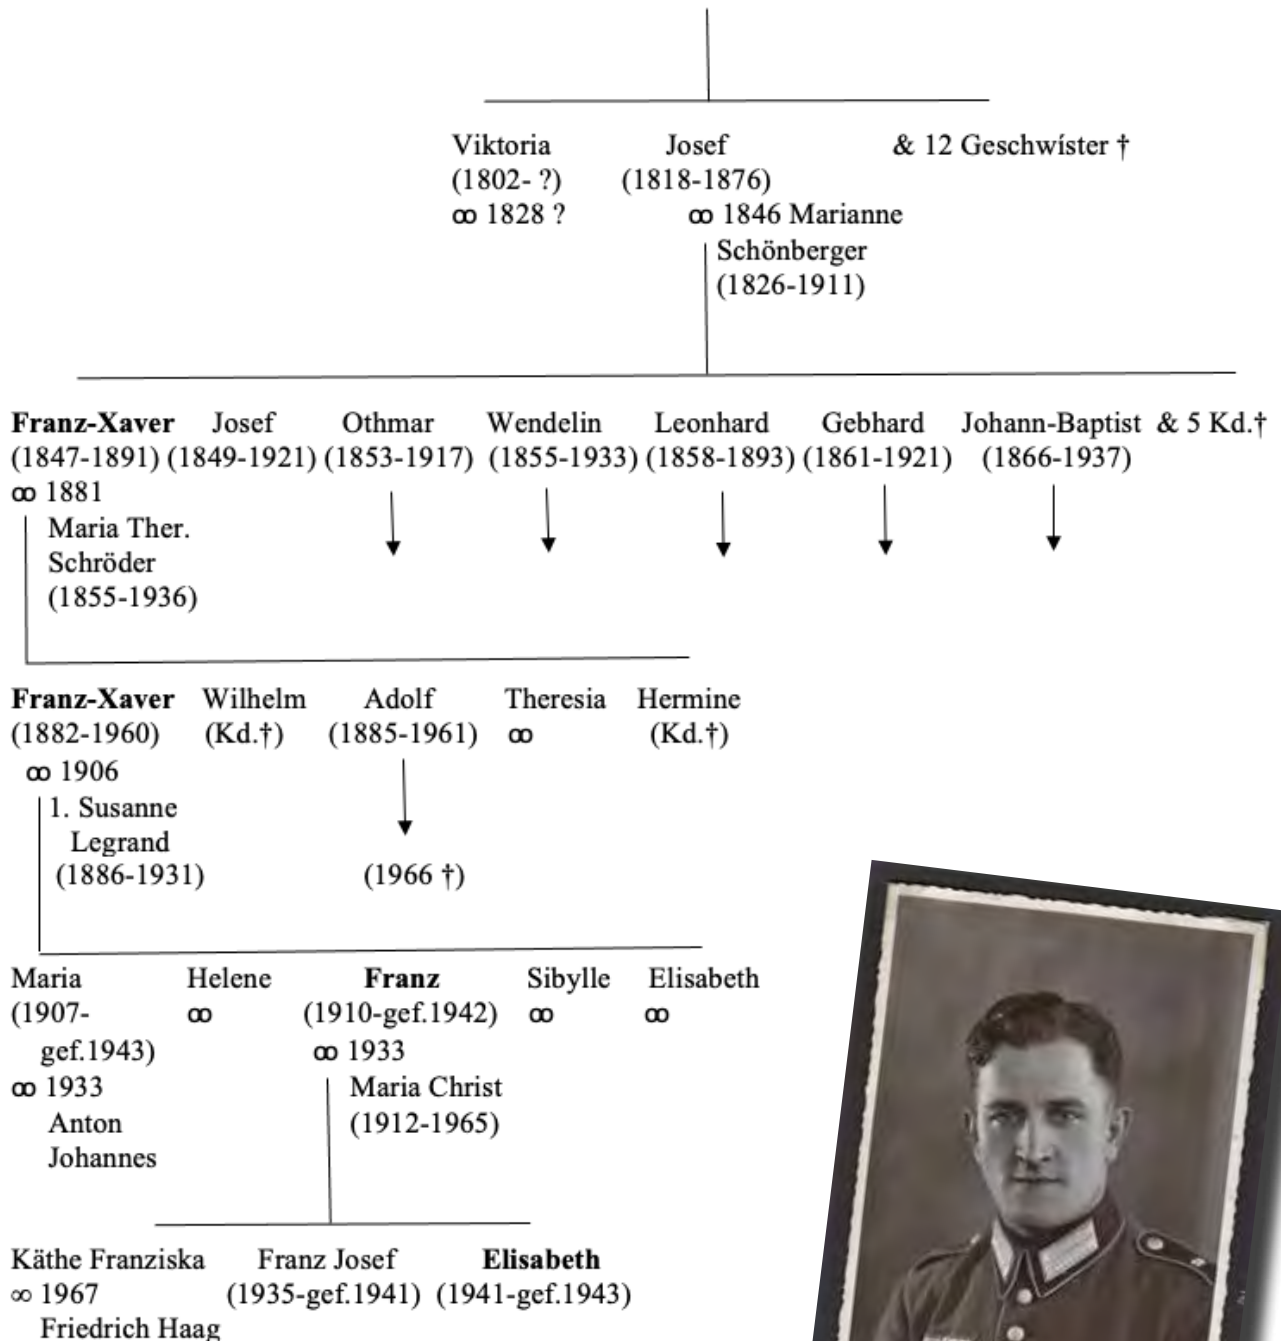 Viktoria Josef & 12 Geschwíster †
(1802- ?) (1818-1876)
ꝏ 1828 ? ꝏ 1846 Marianne
Schönberger
(1826-1911)
Franz-Xaver Josef Othmar Wendelin Leonhard Gebhard Johann-Baptist & 5 Kd.†
(1847-1891) (1849-1921) (1853-1917) (1855-1933) (1858-1893) (1861-1921) (1866-1937)
ꝏ 1881
Maria Ther.
Schröder
(1855-1936)
Franz-Xaver Wilhelm Adolf Theresia Hermine
(1882-1960) (Kd.†) (1885-1961) ꝏ (Kd.†)
ꝏ 1906
1. Susanne
Legrand
(1886-1931) (1966 †)
Maria Helene Franz Sibylle Elisabeth
(1907- ꝏ (1910-gef.1942) ꝏ ꝏ
gef.1943) ꝏ 1933
ꝏ 1933 Maria Christ
Anton (1912-1965)
Johannes
Käthe Franziska Franz Josef Elisabeth
∞ 1967 (1935-gef.1941) (1941-gef.1943)
Friedrich Haag